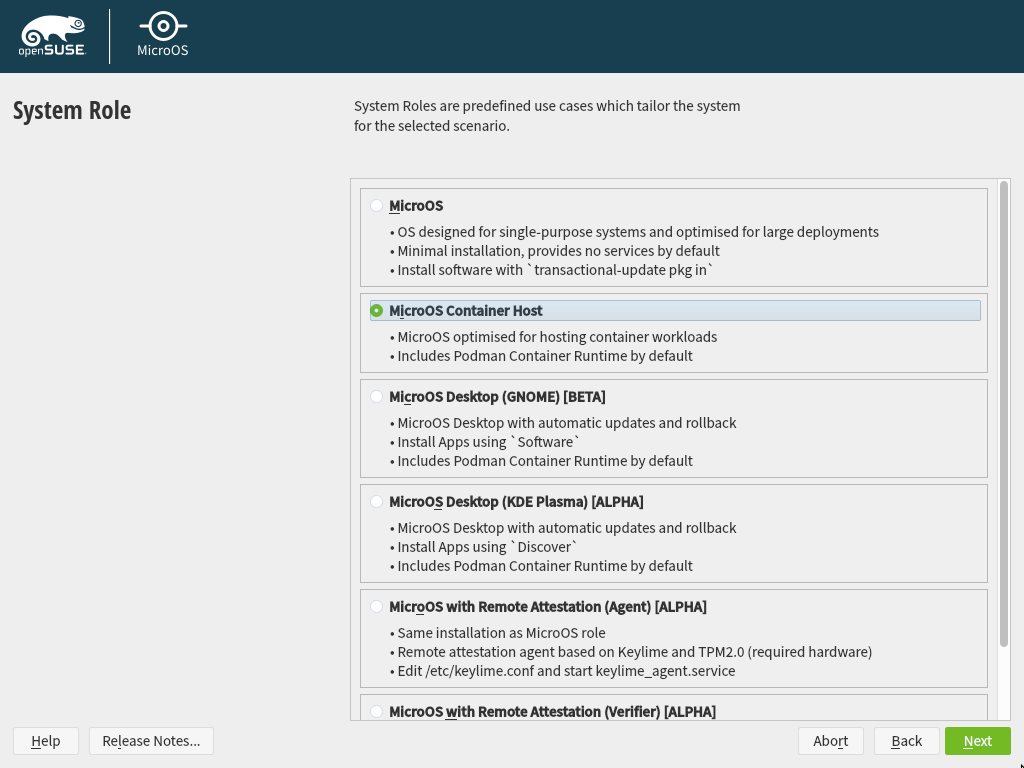 openSUSE
MicroOS
System Role
System Roles are predefined use cases which tailor the system
for the selected scenario.
MicroOS
• OS designed for single-purpose systems and optimised for large deployments
• Minimal installation, provides no services by default
• Install software with `transactional-update pkg in`
MicroOS Container Host
• MicroOS optimised for hosting container workloads
• Includes Podman Container Runtime by default
MicroOS Desktop (GNOME) [BETA]
• MicroOS Desktop with automatic updates and rollback
• Install Apps using `Software`
• Includes Podman Container Runtime by default
MicroOS Desktop (KDE Plasma) [ALPHA]
• MicroOS Desktop with automatic updates and rollback
• Install Apps using `Discover`
• Includes Podman Container Runtime by default
MicroOS with Remote Attestation (Agent) [ALPHA]
• Same installation as MicroOS role
• Remote attestation agent based on Keylime and TPM2.0 (required hardware)
• Edit /etc/keylime.conf and start keylime_agent.service
MicroOS with Remote Attestation (Verifier) [ALPHA]
Help
Release Notes...
Abort
Back
Next